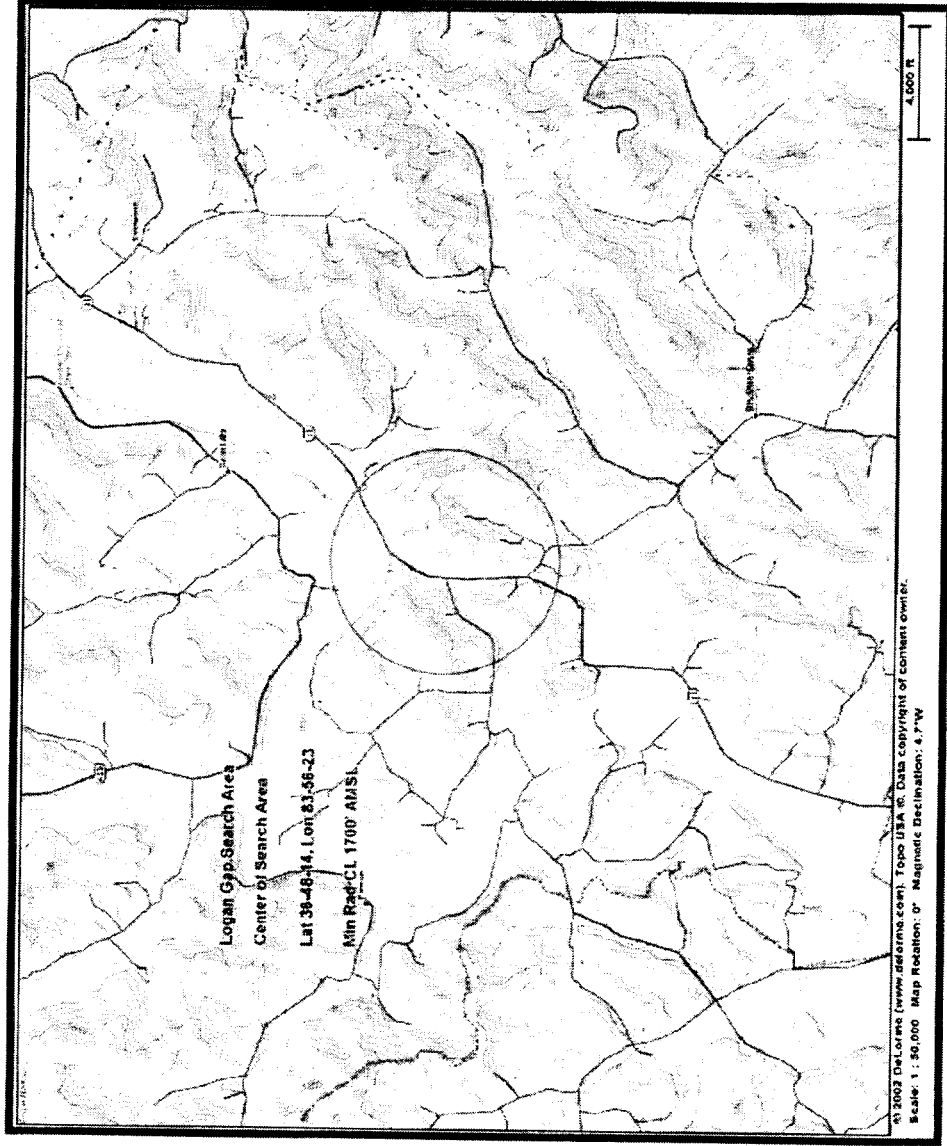 Logan Gap Search Area
Center of Search Area
Lat 38-48-14, Lon 83-56-23
Min Rad CL 1700' AMSL
4,000 ft
© 2002 DeLorme (www.delorme.com). Topo USA ®. Data copyright of content owner.
Scale: 1 : 50,000 Map Rotation: 0° Magnetic Declination: 4.7°W